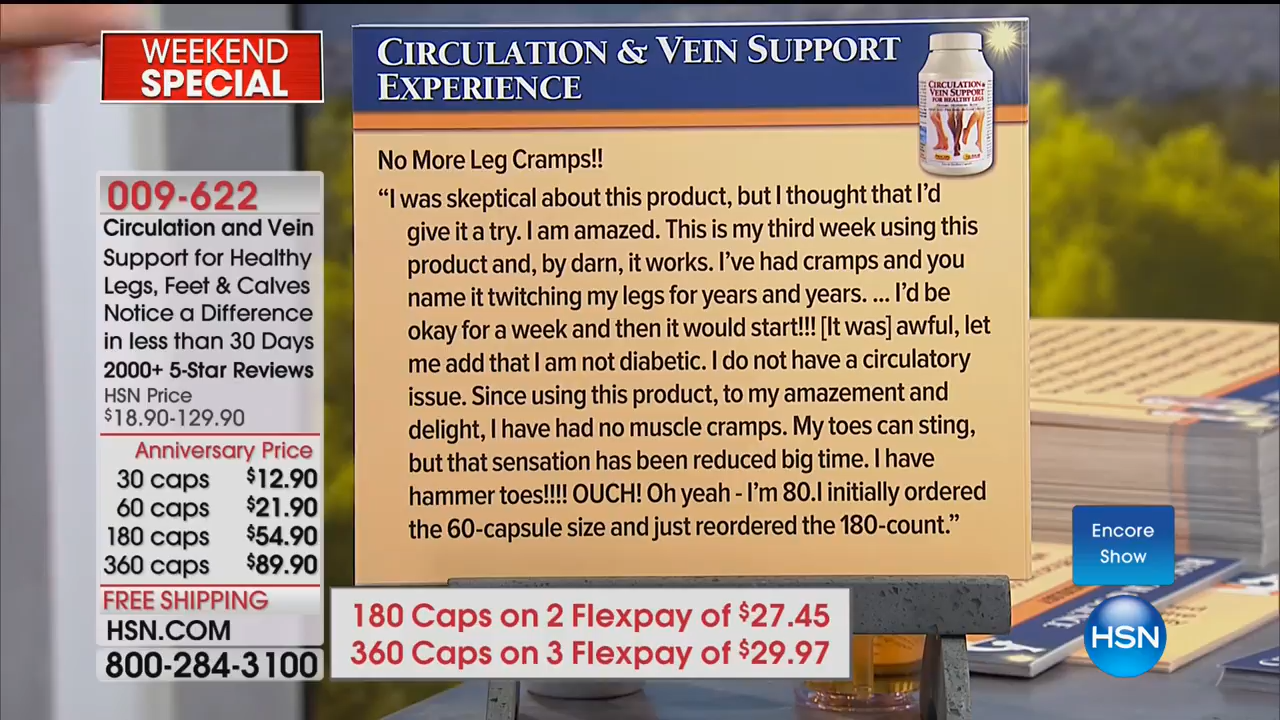 WEEKEND
SPECIAL
009-622
Circulation and Vein
Support for Healthy
Legs, Feet & Calves
Notice a Difference
in less than 30 Days
2000+ 5-Star Reviews
HSN Price
$18.90-129.90
Anniversary Price
30 caps $12.90
60 caps $21.90
180 caps $54.90
360 caps $89.90
FREE SHIPPING
HSN.COM
800-284-3100
CIRCULATION & VEIN SUPPORT
EXPERIENCE
CIRCULATION &
VEIN SUPPORT
FOR HEALTHY LEGS
No More Leg Cramps!!
“I was skeptical about this product, but I thought that I’d
give it a try. I am amazed. This is my third week using this
product and, by darn, it works. I’ve had cramps and you
name it twitching my legs for years and years. ... I’d be
okay for a week and then it would start!!! [It was] awful, let
me add that I am not diabetic. I do not have a circulatory
issue. Since using this product, to my amazement and
delight, I have had no muscle cramps. My toes can sting,
but that sensation has been reduced big time. I have
hammer toes!!!! OUCH! Oh yeah - I’m 80.I initially ordered
the 60-capsule size and just reordered the 180-count.”
180 Caps on 2 Flexpay of $27.45
360 Caps on 3 Flexpay of $29.97
Encore
Show
HSN